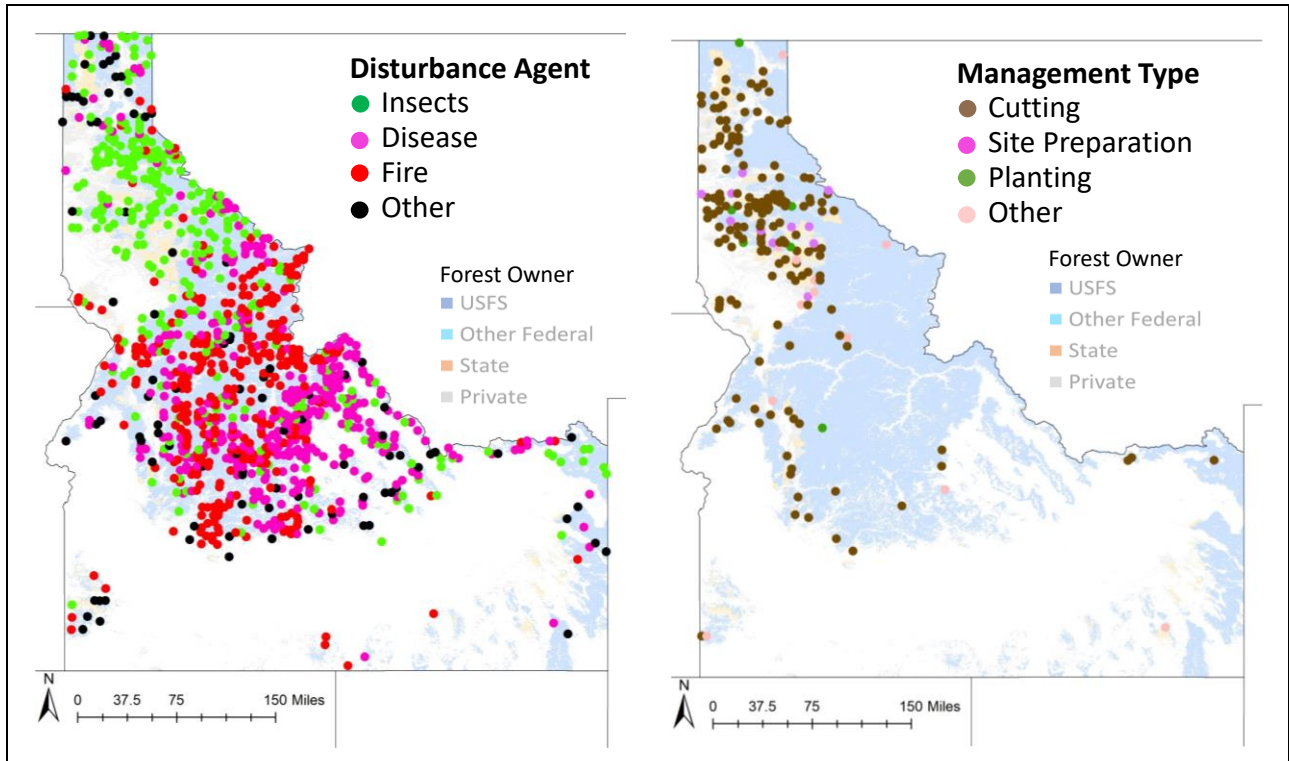 Disturbance Agent
Insects
Disease
Fire
Other
Forest Owner
USFS
Other Federal
State
Private
N
0 37.5 75 150 Miles
Management Type
Cutting
Site Preparation
Planting
Other
Forest Owner
USFS
Other Federal
State
Private
N
0 37.5 75 150 Miles